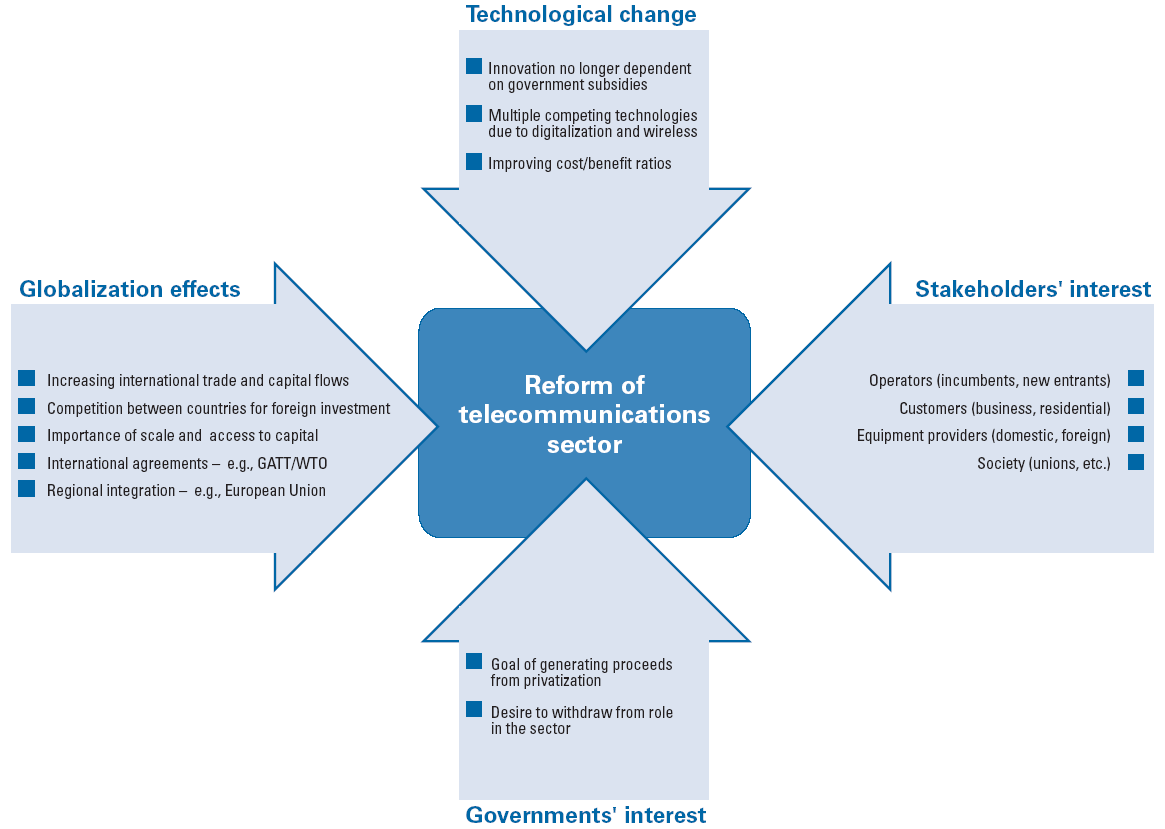 Technological change
Innovation no longer dependent
on government subsidies
Multiple competing technologies
due to digitalization and wireless
Improving cost/benefit ratios
Globalization effects
Increasing international trade and capital flows
Competition between countries for foreign investment
Importance of scale and access to capital
International agreements – e.g., GATT/WTO
Regional integration – e.g., European Union
Reform of
telecommunications
sector
Stakeholders' interest
Operators (incumbents, new entrants)
Customers (business, residential)
Equipment providers (domestic, foreign)
Society (unions, etc.)
Goal of generating proceeds
from privatization
Desire to withdraw from role
in the sector
Governments' interest